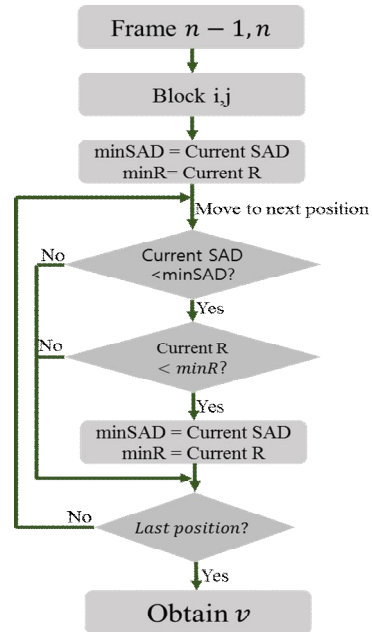 Frame n − 1, n
Block i,j
minSAD = Current SAD
minR− Current R
Move to next position
No
Current SAD
<minSAD?
Yes
No
Current R
< minR?
Yes
minSAD = Current SAD
minR = Current R
No
Last position?
Yes
Obtain v